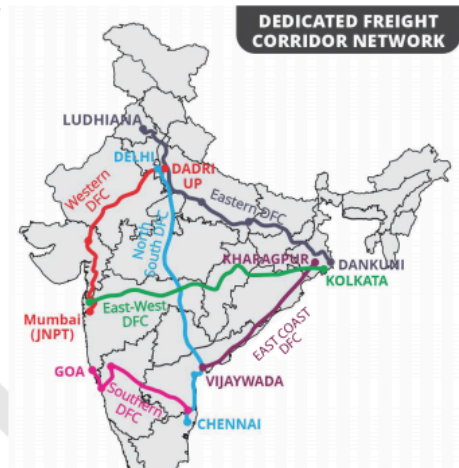 DEDICATED FREIGHT
CORRIDOR NETWORK
LUDHIANA
DELHI
DADRI
UP
Western
DFC
North
South DFC
Eastern DFC
KHARAGPUR
DANKUNI
KOLKATA
East-West
DFC
Mumbai
(JNPT)
EAST COAST
DFC
GOA
Southern
DFC
VIJAYWADA
CHENNAI